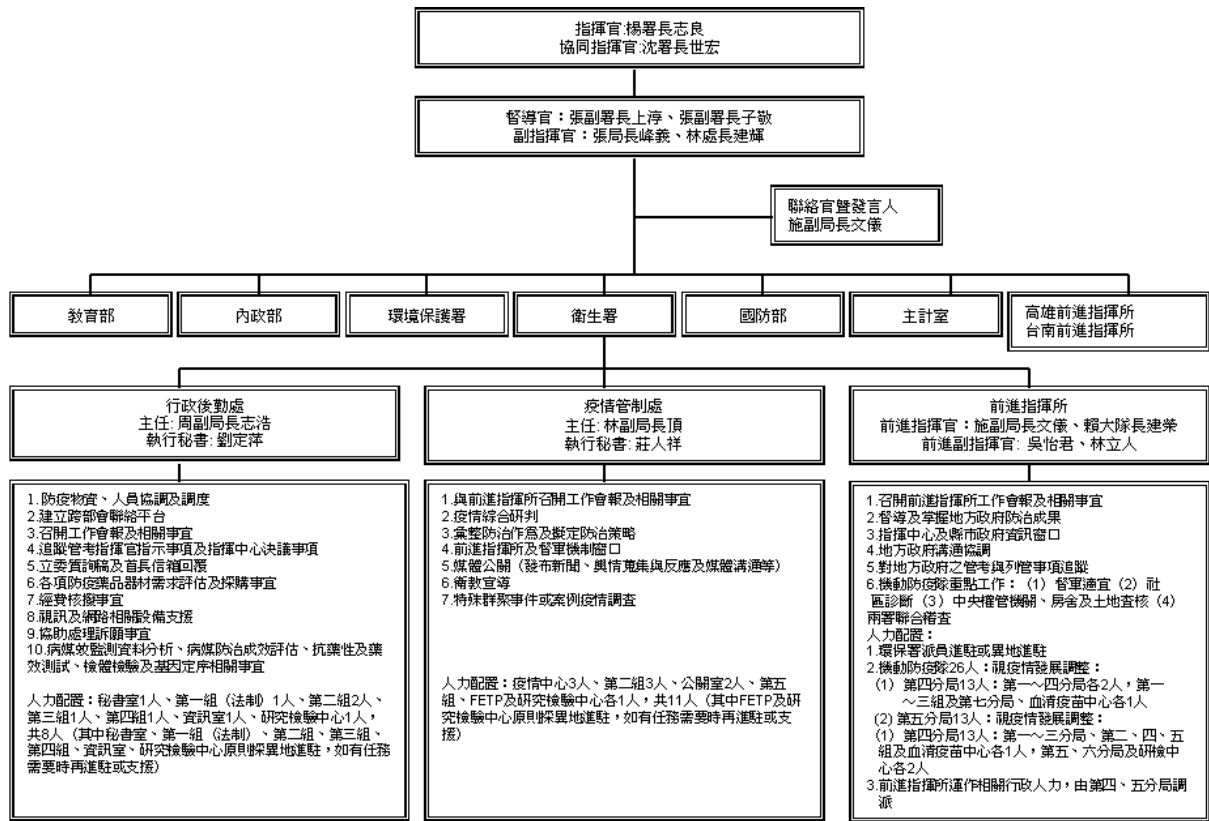 指揮官:楊署長志良
協同指揮官:沈署長世宏
督導官：張副署長上淳、張副署長子敬
副指揮官：張局長峰義、林處長建輝
聯絡官暨發言人
施副局長文儀
教育部
內政部
環境保護署
衛生署
國防部
主計室
高雄前進指揮所
台南前進指揮所
行政後勤處
主任: 周副局長志浩
執行秘書: 劉定萍
疫情管制處
主任: 林副局長頂
執行秘書: 莊人祥
前進指揮所
前進指揮官：施副局長文儀、賴大隊長建榮
前進副指揮官: 吳怡君、林立人
1.防疫物資、人員協調及調度
2.建立跨部會聯絡平台
3.召開工作會報及相關事宜
4.追蹤管考指揮官指示事項及指揮中心決議事項
5.立委質詢稿及首長信箱回覆
6.各項防疫藥品器材需求評估及採購事宜
7.經費核撥事宜
8.視訊及網路相關設備支援
9.協助處理訴願事宜
10.病媒蚊監測資料分析、病媒防治成效評估、抗藥性及藥
效測試、檢體檢驗及基因定序相關事宜
人力配置：秘書室1人、第一組（法制）1人、第二組2人、
第三組1人、第四組1人、資訊室1人、研究檢驗中心1人，
共8人（其中秘書室、第一組（法制）、第二組、第三組、
第四組、資訊室、研究檢驗中心原則採異地進駐，如有任務
需要時再進駐或支援）
1.與前進指揮所召開工作會報及相關事宜
2.疫情綜合研判
3.彙整防治作為及擬定防治策略
4.前進指揮所及督軍機制窗口
5.媒體公關（發布新聞、輿情蒐集與反應及媒體溝通等）
6.衛教宣導
7.特殊群聚事件或案例疫情調查
人力配置：疫情中心3人、第二組3人、公關室2人、第五
組、FETP及研究檢驗中心各1人，共11人（其中FETP及研
究檢驗中心原則採異地進駐，如有任務需要時再進駐或支
援）
1.召開前進指揮所工作會報及相關事宜
2.督導及掌握地方政府防治成果
3.指揮中心及縣市政府資訊窗口
4.地方政府溝通協調
5.對地方政府之管考與列管事項追蹤
6.機動防疫隊重點工作：（1）督軍適宜（2）社
區診斷（3）中央權管機關、房舍及土地查核（4）
兩署聯合稽查
人力配置：
1.環保署派員進駐或異地進駐
2.機動防疫隊26人：視疫情發展調整：
（1）第四分局13人：第一～四分局各2人，第一
～三組及第七分局、血清疫苗中心各1人
（2）第五分局13人：視疫情發展調整：
（1）第四分局13人：第一～三分局、第二、四、五
組及血清疫苗中心各1人，第五、六分局及研檢中
心各2人
3.前進指揮所運作相關行政人力，由第四、五分局調
派